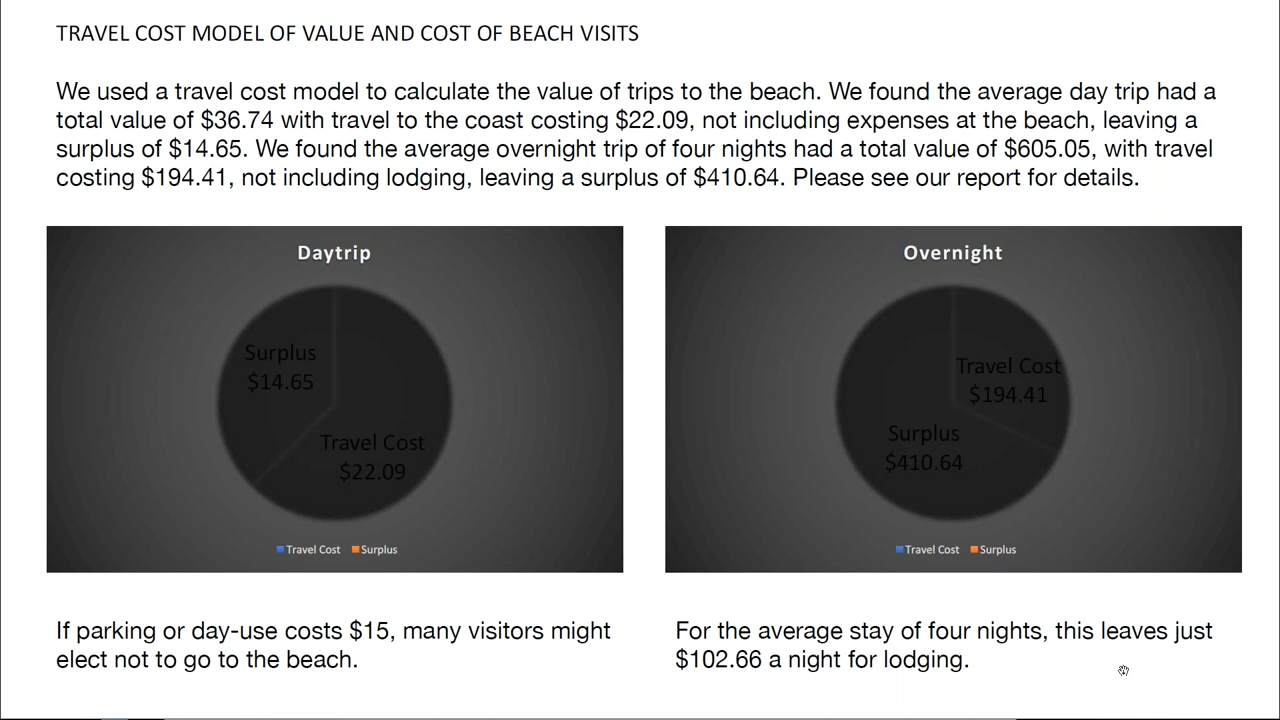 TRAVEL COST MODEL OF VALUE AND COST OF BEACH VISITS
We used a travel cost model to calculate the value of trips to the beach. We found the average day trip had a
total value of $36.74 with travel to the coast costing $22.09, not including expenses at the beach, leaving a
surplus of $14.65. We found the average overnight trip of four nights had a total value of $605.05, with travel
costing $194.41, not including lodging, leaving a surplus of $410.64. Please see our report for details.
Daytrip
Surplus
$14.65
Travel Cost
$22.09
Travel Cost Surplus
Overnight
Travel Cost
$194.41
Surplus
$410.64
Travel Cost Surplus
If parking or day-use costs $15, many visitors might
elect not to go to the beach.
For the average stay of four nights, this leaves just
$102.66 a night for lodging.